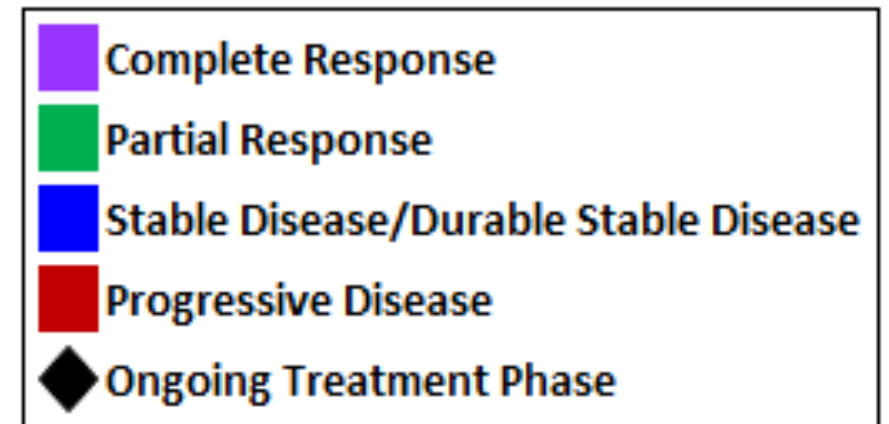 Complete Response
Partial Response
Stable Disease/Durable Stable Disease
Progressive Disease
Ongoing Treatment Phase